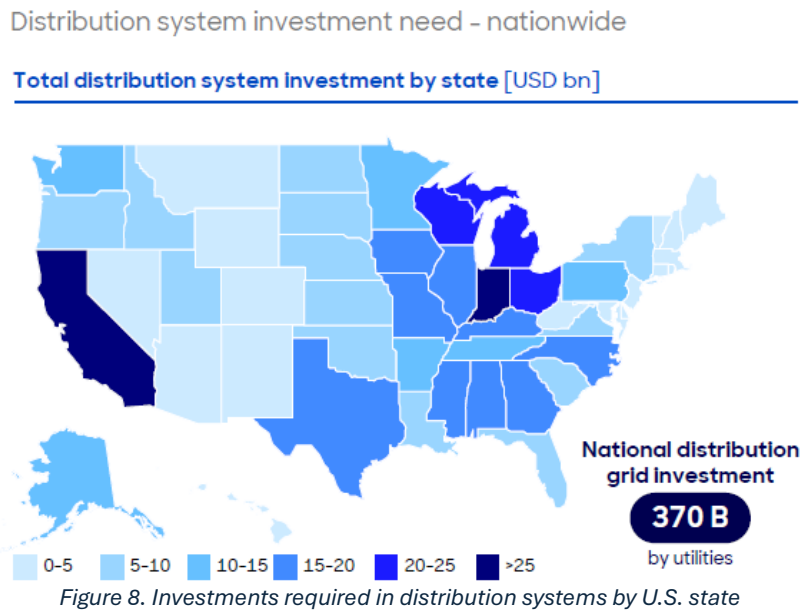 Distribution system investment need - nationwide
Total distribution system investment by state [USD bn]
National distribution
grid investment
370 B
by utilities
0-5 5-10 10-15 15-20 20-25 >25
Figure 8. Investments required in distribution systems by U.S. state